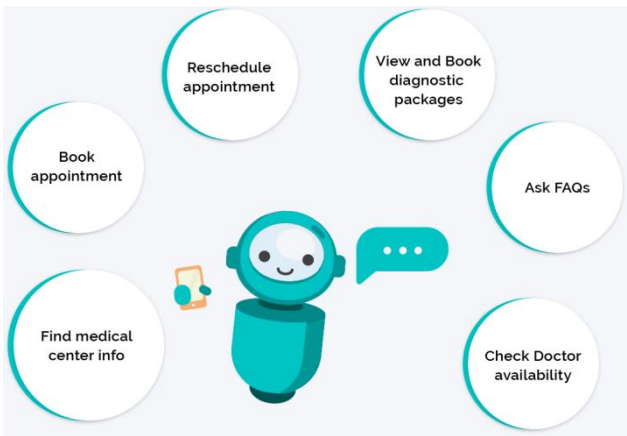 Reschedule
appointment
View and Book
diagnostic
packages
Book
appointment
Ask FAQs
Find medical
center info
Check Doctor
availability